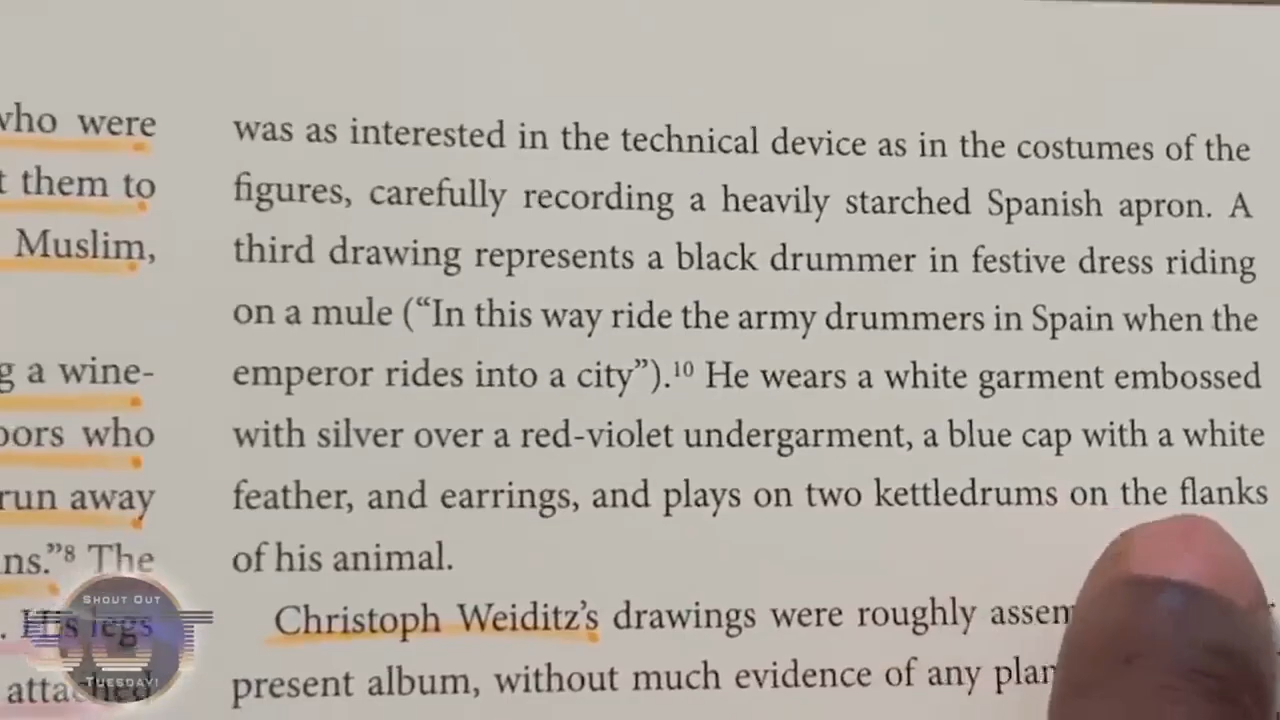 who were
t them to
Muslim,
g a wine-
oors who
run away
ns.”⁸ The
. His legs
attached
was as interested in the technical device as in the costumes of the
figures, carefully recording a heavily starched Spanish apron. A
third drawing represents a black drummer in festive dress riding
on a mule (“In this way ride the army drummers in Spain when the
emperor rides into a city”).¹⁰ He wears a white garment embossed
with silver over a red-violet undergarment, a blue cap with a white
feather, and earrings, and plays on two kettledrums on the flanks
of his animal.
Christoph Weiditz’s drawings were roughly assem
present album, without much evidence of any plan
SHOUT OUT
TUESDAY!